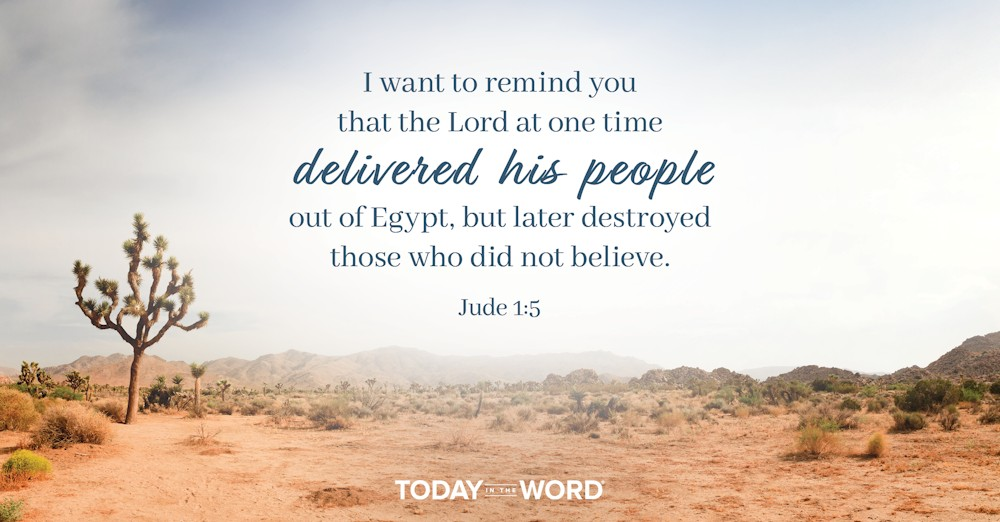 I want to remind you
that the Lord at one time
delivered his people
out of Egypt, but later destroyed
those who did not believe.
Jude 1:5
TODAY IN THE WORD®